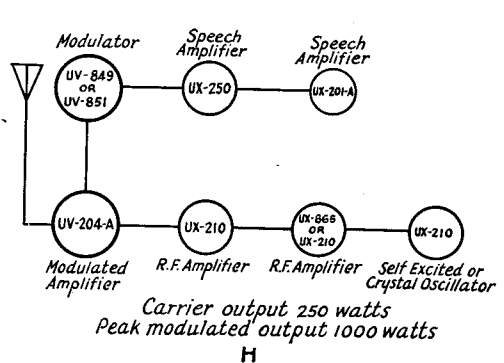 Modulator
Speech
Amplifier
Speech
Amplifier
UV-849
OR
UV-851
UX-250
UX-201-A
UV-204-A
UX-210
UX-865
OR
UX-210
UX-210
Modulated
Amplifier
R.F. Amplifier
R.F. Amplifier
Self Excited or
Crystal Oscillator
Carrier output 250 watts
Peak modulated output 1000 watts
H